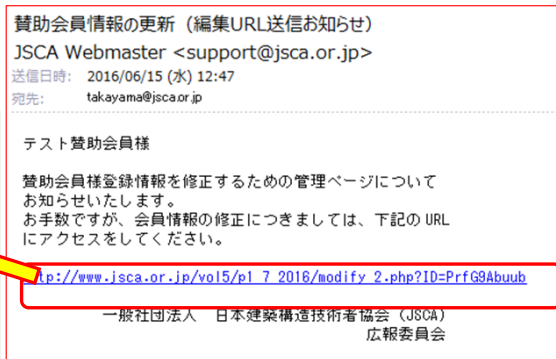 賛助会員情報の更新（編集URL送信お知らせ）
JSCA Webmaster <support@jsca.or.jp>
送信日時: 2016/06/15 (水) 12:47
宛先: takayama@jsca.or.jp
テスト賛助会員様
賛助会員様登録情報を修正するための管理ページについて
お知らせいたします。
お手数ですが、会員情報の修正につきましては、下記の URL
にアクセスをしてください。
tp://www.jsca.or.jp/vol5/p1_7_2016/modify_2.php?ID=PrfG9Abuub
一般社団法人　日本建築構造技術者協会（JSCA）
広報委員会